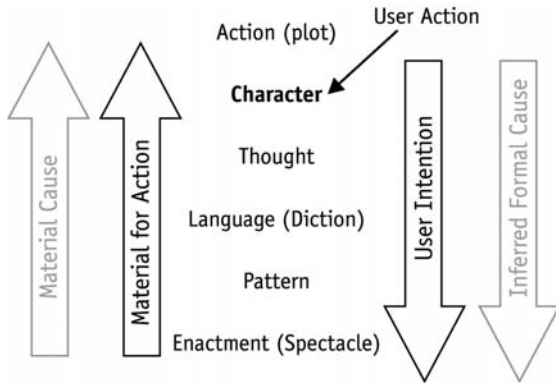 User Action
Action (plot)
Character
Thought
Language (Diction)
Pattern
Enactment (Spectacle)
Material Cause
Material for Action
User Intention
Inferred Formal Cause